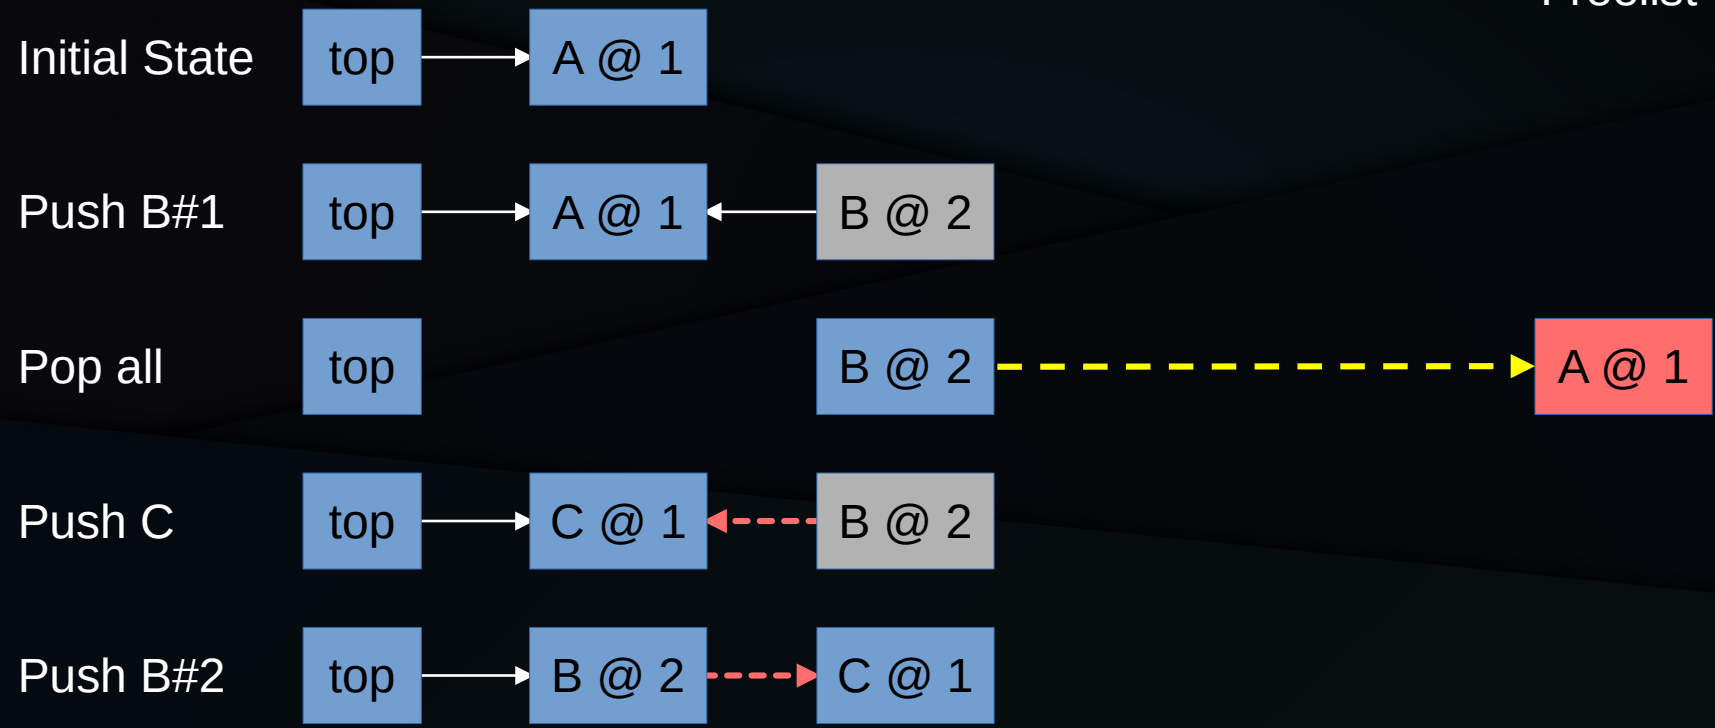 Initial State top A @ 1
Push B#1 top A @ 1 B @ 2
Pop all top B @ 2 A @ 1
Push C top C @ 1 B @ 2
Push B#2 top B @ 2 C @ 1